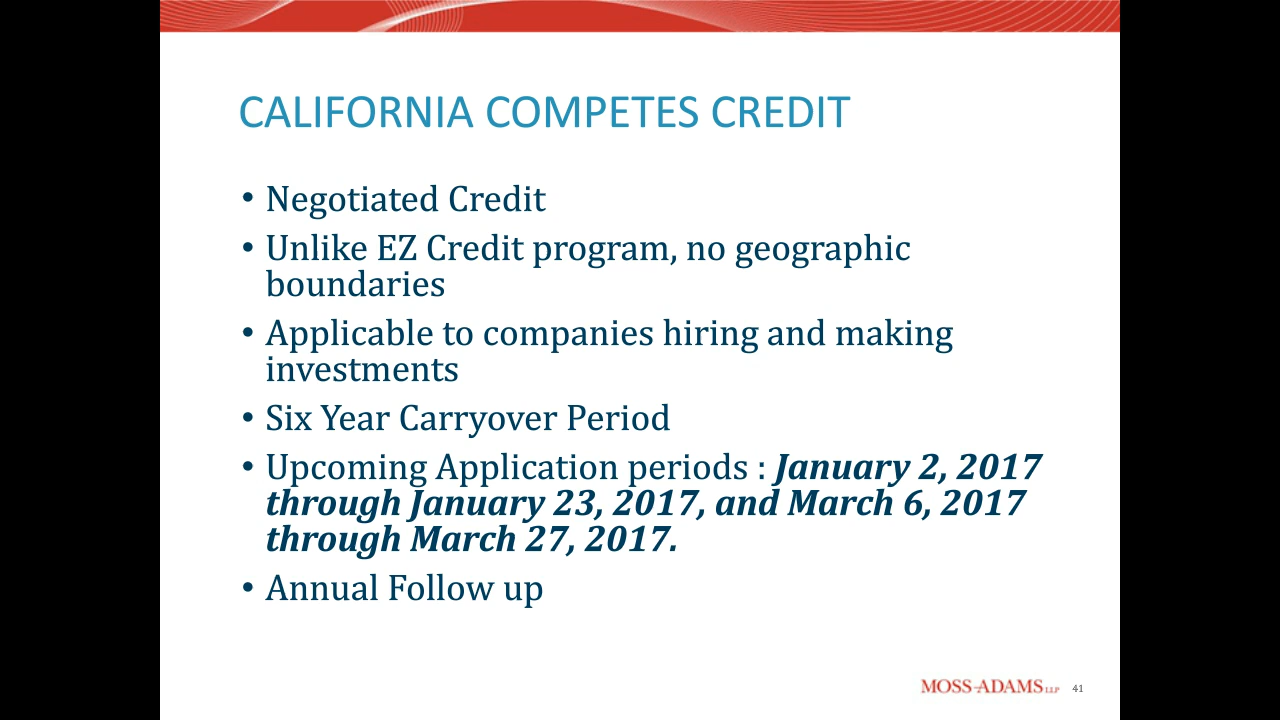 CALIFORNIA COMPETES CREDIT
• Negotiated Credit
• Unlike EZ Credit program, no geographic
boundaries
• Applicable to companies hiring and making
investments
• Six Year Carryover Period
• Upcoming Application periods : January 2, 2017
through January 23, 2017, and March 6, 2017
through March 27, 2017.
• Annual Follow up
MOSS-ADAMS LLP 41